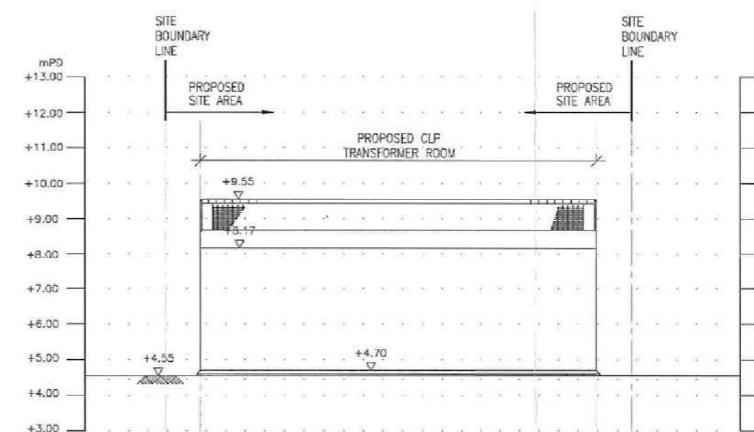 SITE
BOUNDARY
LINE
SITE
BOUNDARY
LINE
mPD
+13.00
PROPOSED
SITE AREA
PROPOSED
SITE AREA
+12.00
PROPOSED CLP
TRANSFORMER ROOM
+11.00
+10.00
+9.55
+9.00
+8.17
+8.00
+7.00
+6.00
+5.00
+4.55
+4.70
+4.00
+3.00